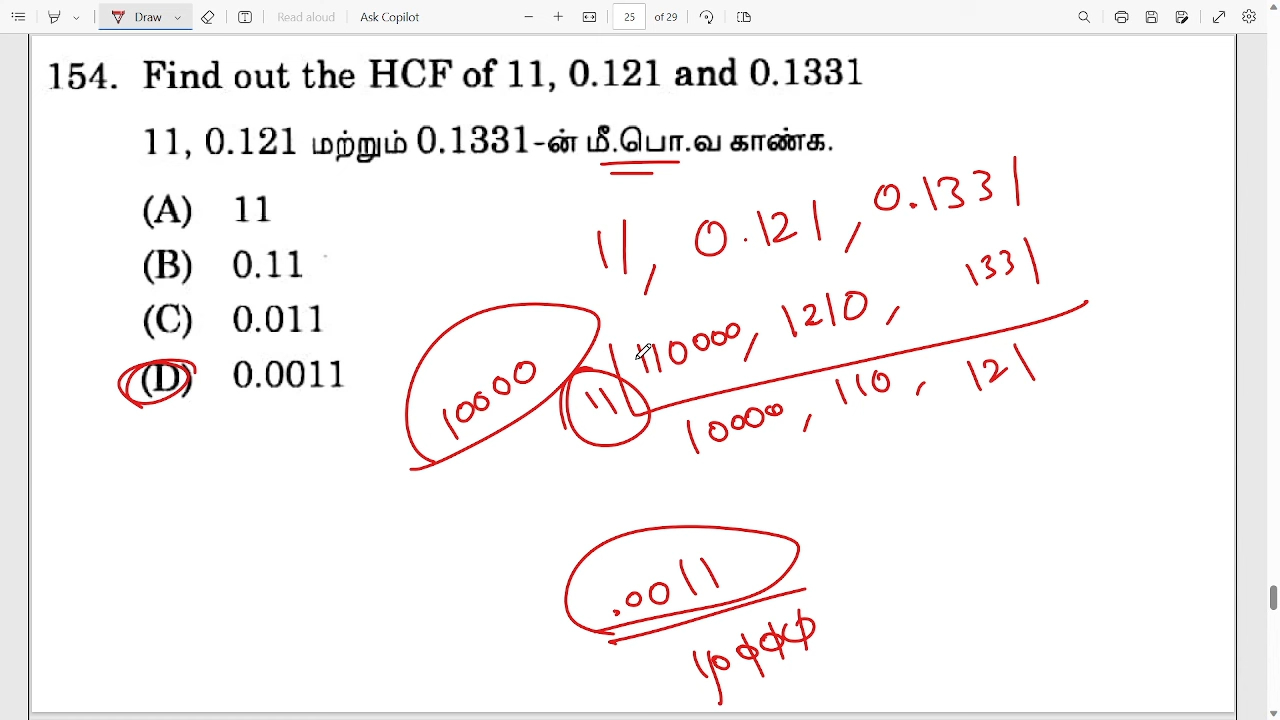 Draw Read aloud Ask Copilot 25 of 29
154. Find out the HCF of 11, 0.121 and 0.1331
11, 0.121 மற்றும் 0.1331-ன் மீ.பொ.வ காண்க.
(A) 11
(B) 0.11
(C) 0.011
(D) 0.0011
11, 0.121, 0.1331
10000 11 110000, 1210, 1331
10000, 110, 121
.0011
10000